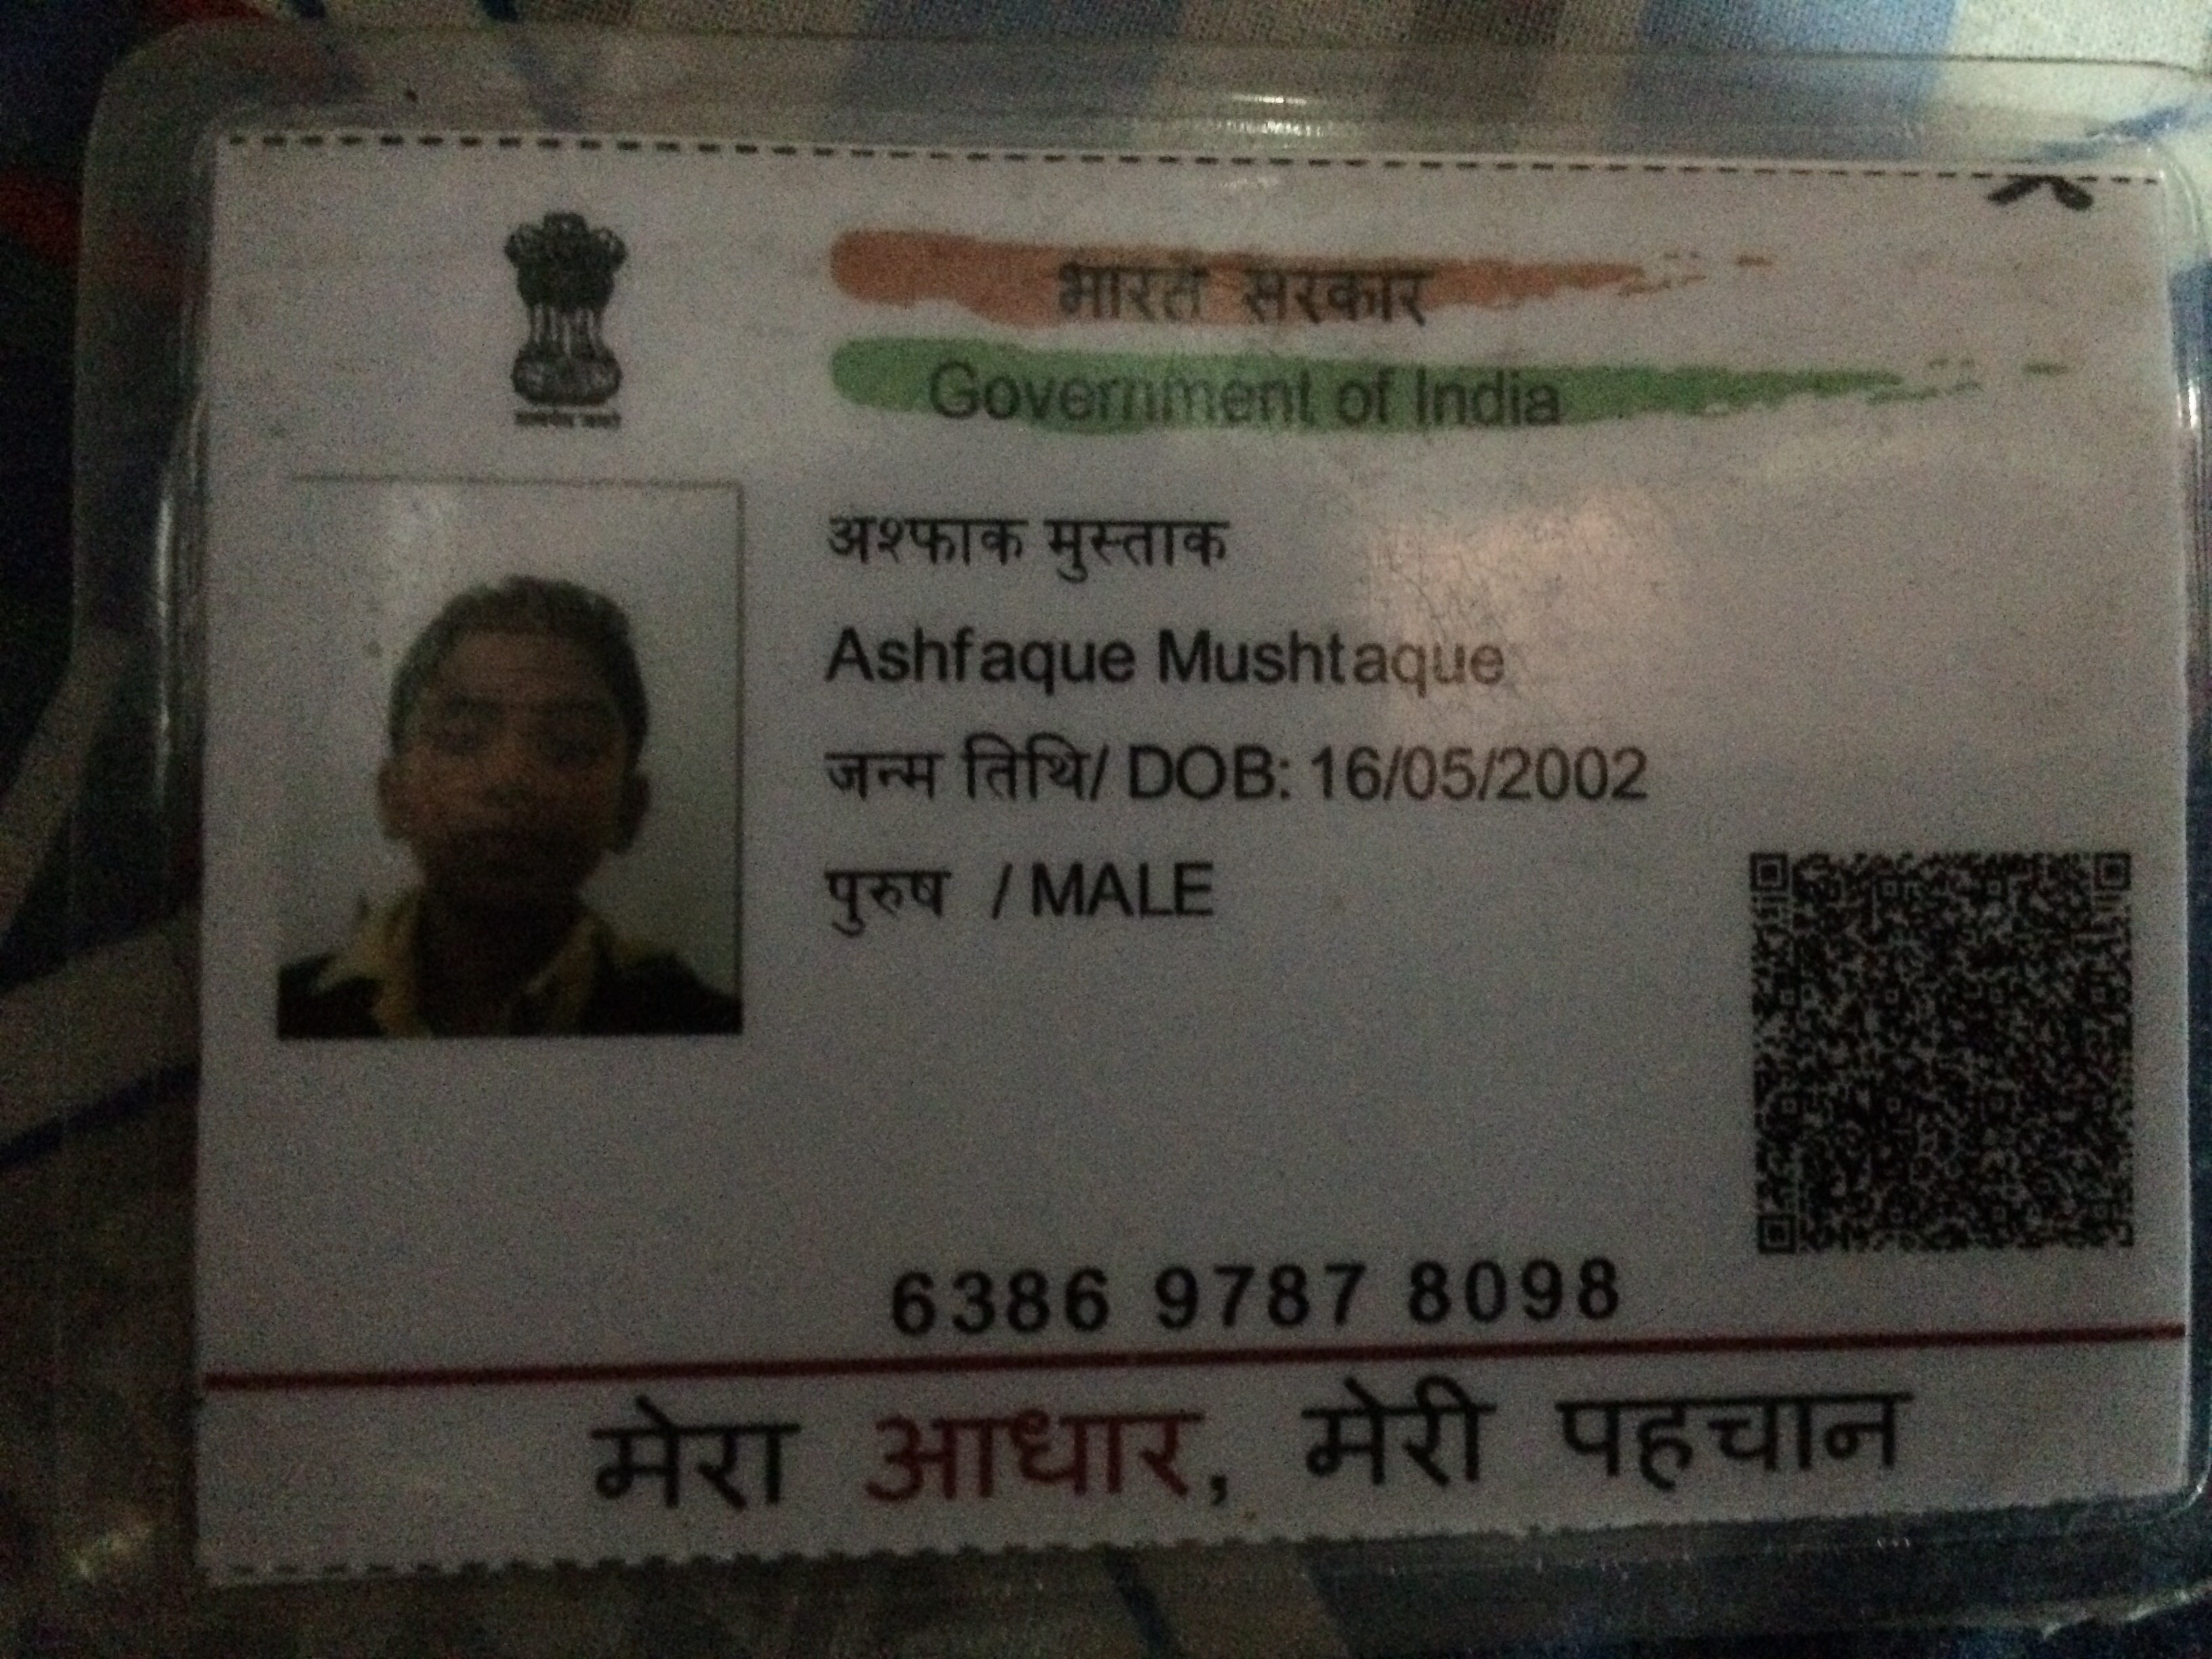 भारत सरकार
Government of India
अश्फाक मुस्ताक
Ashfaque Mushtaque
जन्म तिथि/ DOB: 16/05/2002
पुरुष / MALE
6386 9787 8098
मेरा आधार, मेरी पहचान